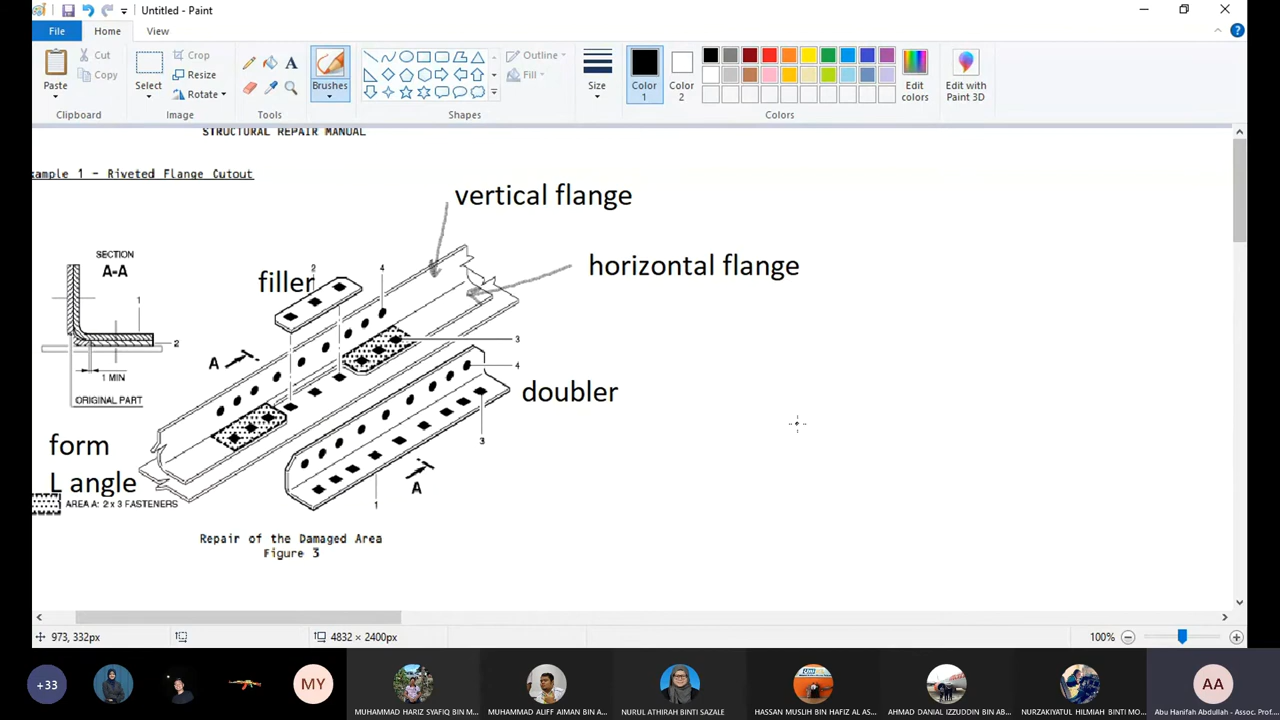 Untitled - Paint
File
Home
View
Paste
Cut
Copy
Clipboard
Select
Crop
Resize
Rotate
Image
A
Tools
Brushes
Shapes
Outline
Fill
Size
Color 1
Color 2
Edit colors
Edit with Paint 3D
Colors
STRUCTURAL REPAIR MANUAL
xample 1 - Riveted Flange Cutout
vertical flange
horizontal flange
SECTION
A-A
filler
2
4
1
3
2
A
4
1 MIN
ORIGINAL PART
doubler
form
L angle
3
A
AREA A: 2 x 3 FASTENERS
1
Repair of the Damaged Area
Figure 3
973, 332px
4832 × 2400px
100%
+33
MY
AA
MUHAMMAD HARIZ SYAFIQ BIN M...
MUHAMMAD ALIFF AIMAN BIN A...
NURUL ATHIRAH BINTI SAZALE
HASSAN MUSLIH BIN HAFIZ AL AS...
AHMAD DANIAL IZZUDDIN BIN AB...
NURZAKIYATUL HILMIAH BINTI MO...
Abu Hanifah Abdullah - Assoc. Prof...